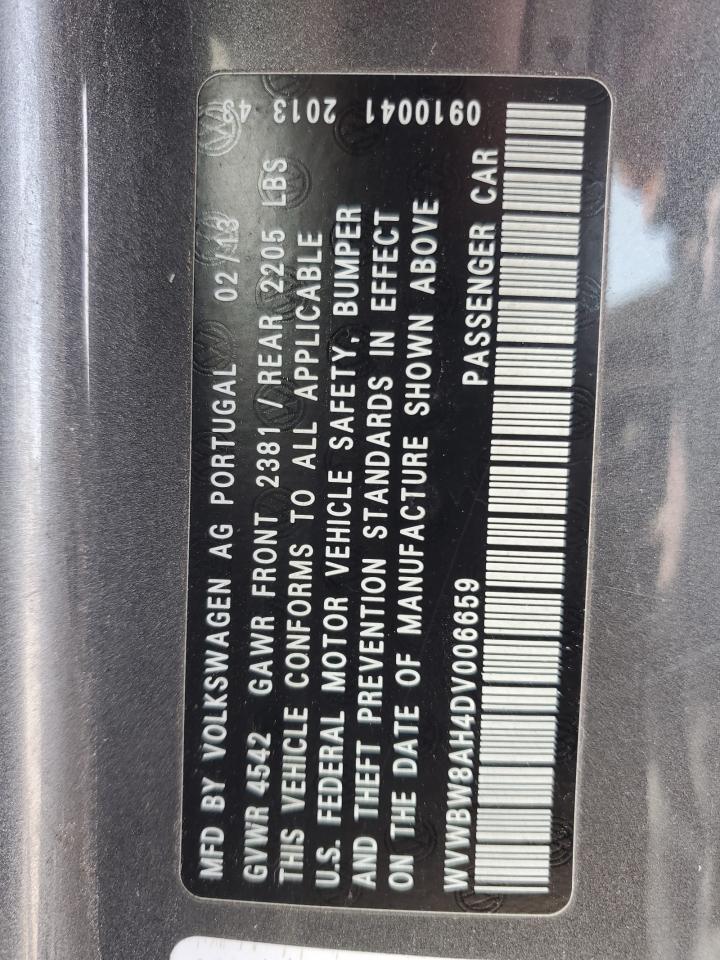 MFD BY VOLKSWAGEN AG PORTUGAL 02/13
GVWR 4542 GAWR FRONT 2381 / REAR 2205 LBS
THIS VEHICLE CONFORMS TO ALL APPLICABLE
U.S. FEDERAL MOTOR VEHICLE SAFETY, BUMPER
AND THEFT PREVENTION STANDARDS IN EFFECT
ON THE DATE OF MANUFACTURE SHOWN ABOVE
WVWBW8AH4DV006659 PASSENGER CAR
2013 0910041